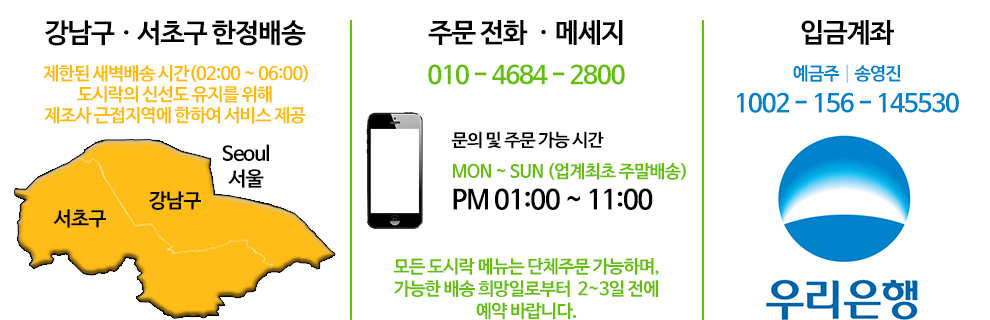 강남구 · 서초구 한정배송
제한된 새벽배송 시간(02:00 ~ 06:00)
도시락의 신선도 유지를 위해
제조사 근접지역에 한하여 서비스 제공
Seoul
서울
강남구
서초구
주문 전화 · 메세지
010 - 4684 - 2800
문의 및 주문 가능 시간
MON ~ SUN (업계최초 주말배송)
PM 01:00 ~ 11:00
모든 도시락 메뉴는 단체주문 가능하며,
가능한 배송 희망일로부터 2~3일 전에
예약 바랍니다.
입금계좌
예금주 | 송영진
1002 - 156 - 145530
우리은행